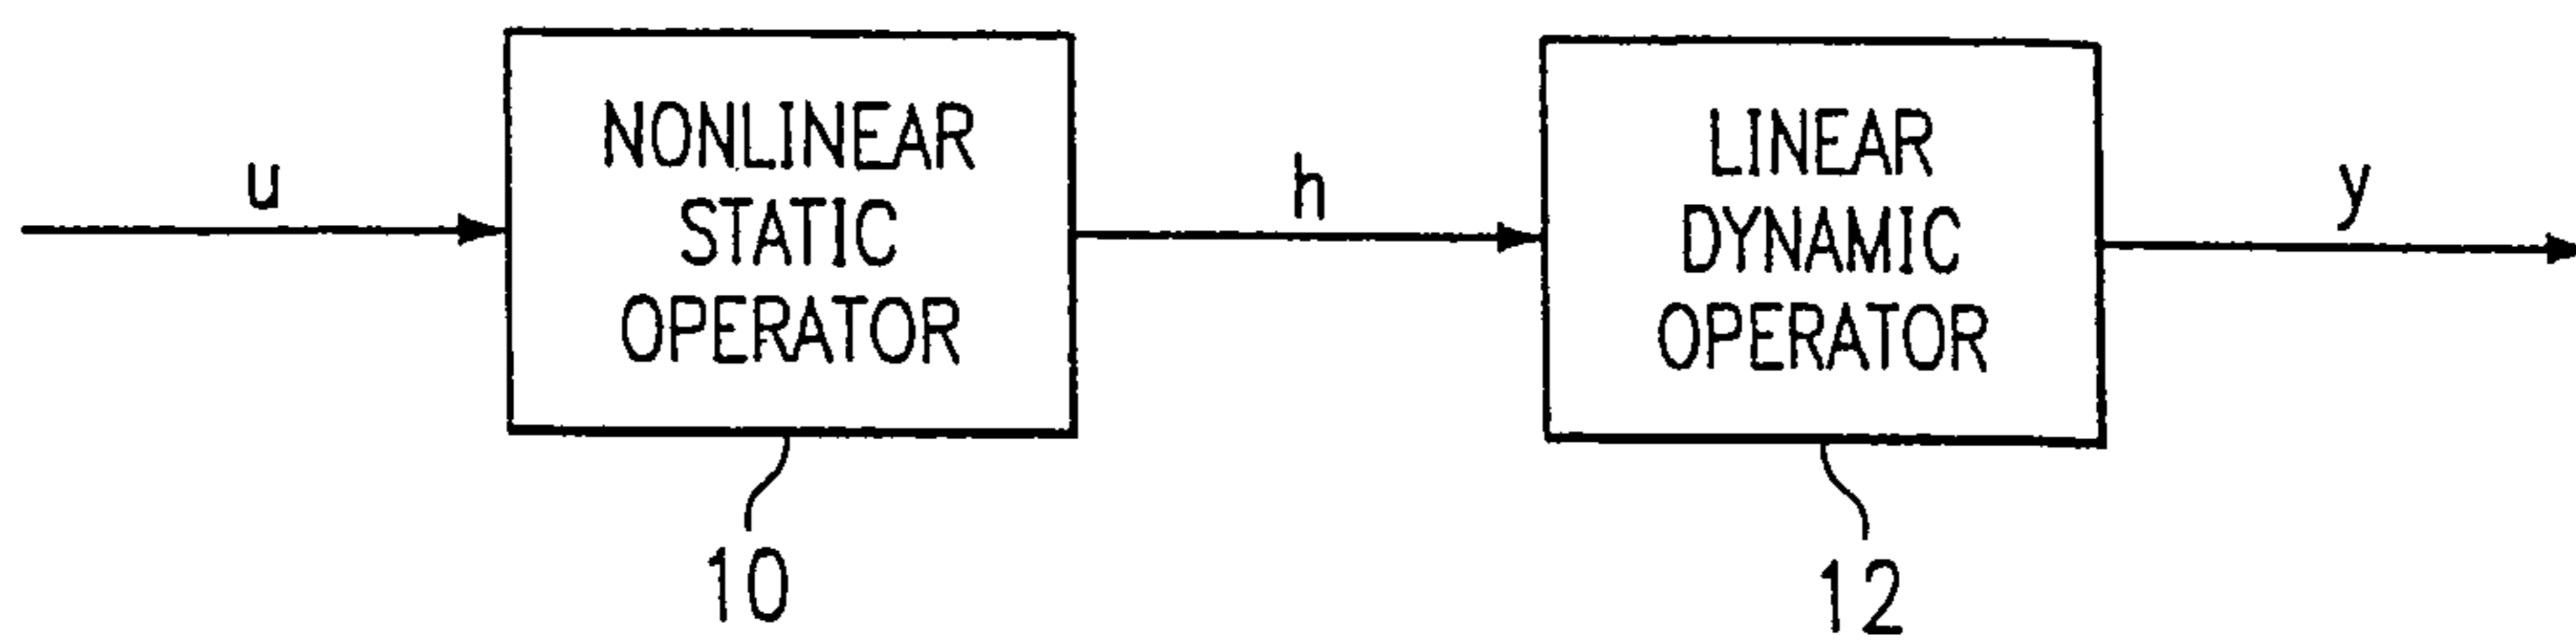 u
NONLINEAR
STATIC
OPERATOR
10
h
LINEAR
DYNAMIC
OPERATOR
12
y